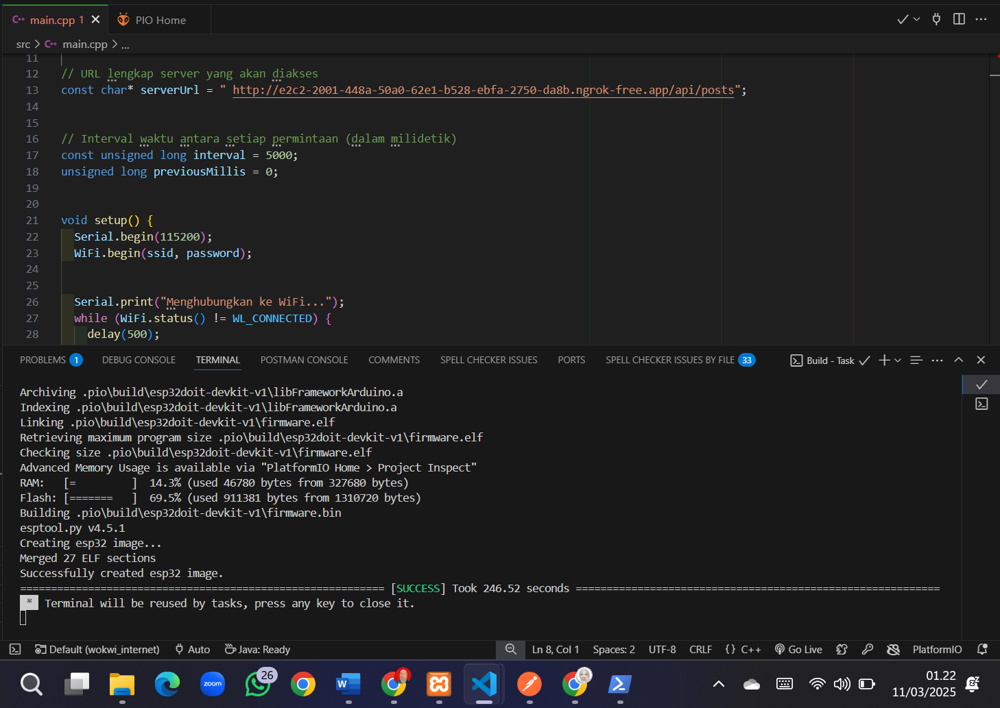 main.cpp 1
PIO Home
src > main.cpp > ...
11
12 // URL lengkap server yang akan diakses
13 const char* serverUrl = " http://e2c2-2001-448a-50a0-62e1-b528-ebfa-2750-da8b.ngrok-free.app/api/posts";
14
15
16 // Interval waktu antara setiap permintaan (dalam milidetik)
17 const unsigned long interval = 5000;
18 unsigned long previousMillis = 0;
19
20
21 void setup() {
22 Serial.begin(115200);
23 WiFi.begin(ssid, password);
24
25
26 Serial.print("Menghubungkan ke WiFi...");
27 while (WiFi.status() != WL_CONNECTED) {
28 delay(500);
PROBLEMS 1 DEBUG CONSOLE TERMINAL POSTMAN CONSOLE COMMENTS SPELL CHECKER ISSUES PORTS SPELL CHECKER ISSUES BY FILE 33 Build - Task
Archiving .pio\build\esp32doit-devkit-v1\libFrameworkArduino.a
Indexing .pio\build\esp32doit-devkit-v1\libFrameworkArduino.a
Linking .pio\build\esp32doit-devkit-v1\firmware.elf
Retrieving maximum program size .pio\build\esp32doit-devkit-v1\firmware.elf
Checking size .pio\build\esp32doit-devkit-v1\firmware.elf
Advanced Memory Usage is available via "PlatformIO Home > Project Inspect"
RAM: [=         ] 14.3% (used 46780 bytes from 327680 bytes)
Flash: [=======   ] 69.5% (used 911381 bytes from 1310720 bytes)
Building .pio\build\esp32doit-devkit-v1\firmware.bin
esptool.py v4.5.1
Creating esp32 image...
Merged 27 ELF sections
Successfully created esp32 image.
=========================================================== [SUCCESS] Took 246.52 seconds ===========================================================
* Terminal will be reused by tasks, press any key to close it.
Default (wokwi_internet) Auto Java: Ready Ln 8, Col 1 Spaces: 2 UTF-8 CRLF {} C++ Go Live PlatformIO
zoom
26
W
01.22
11/03/2025